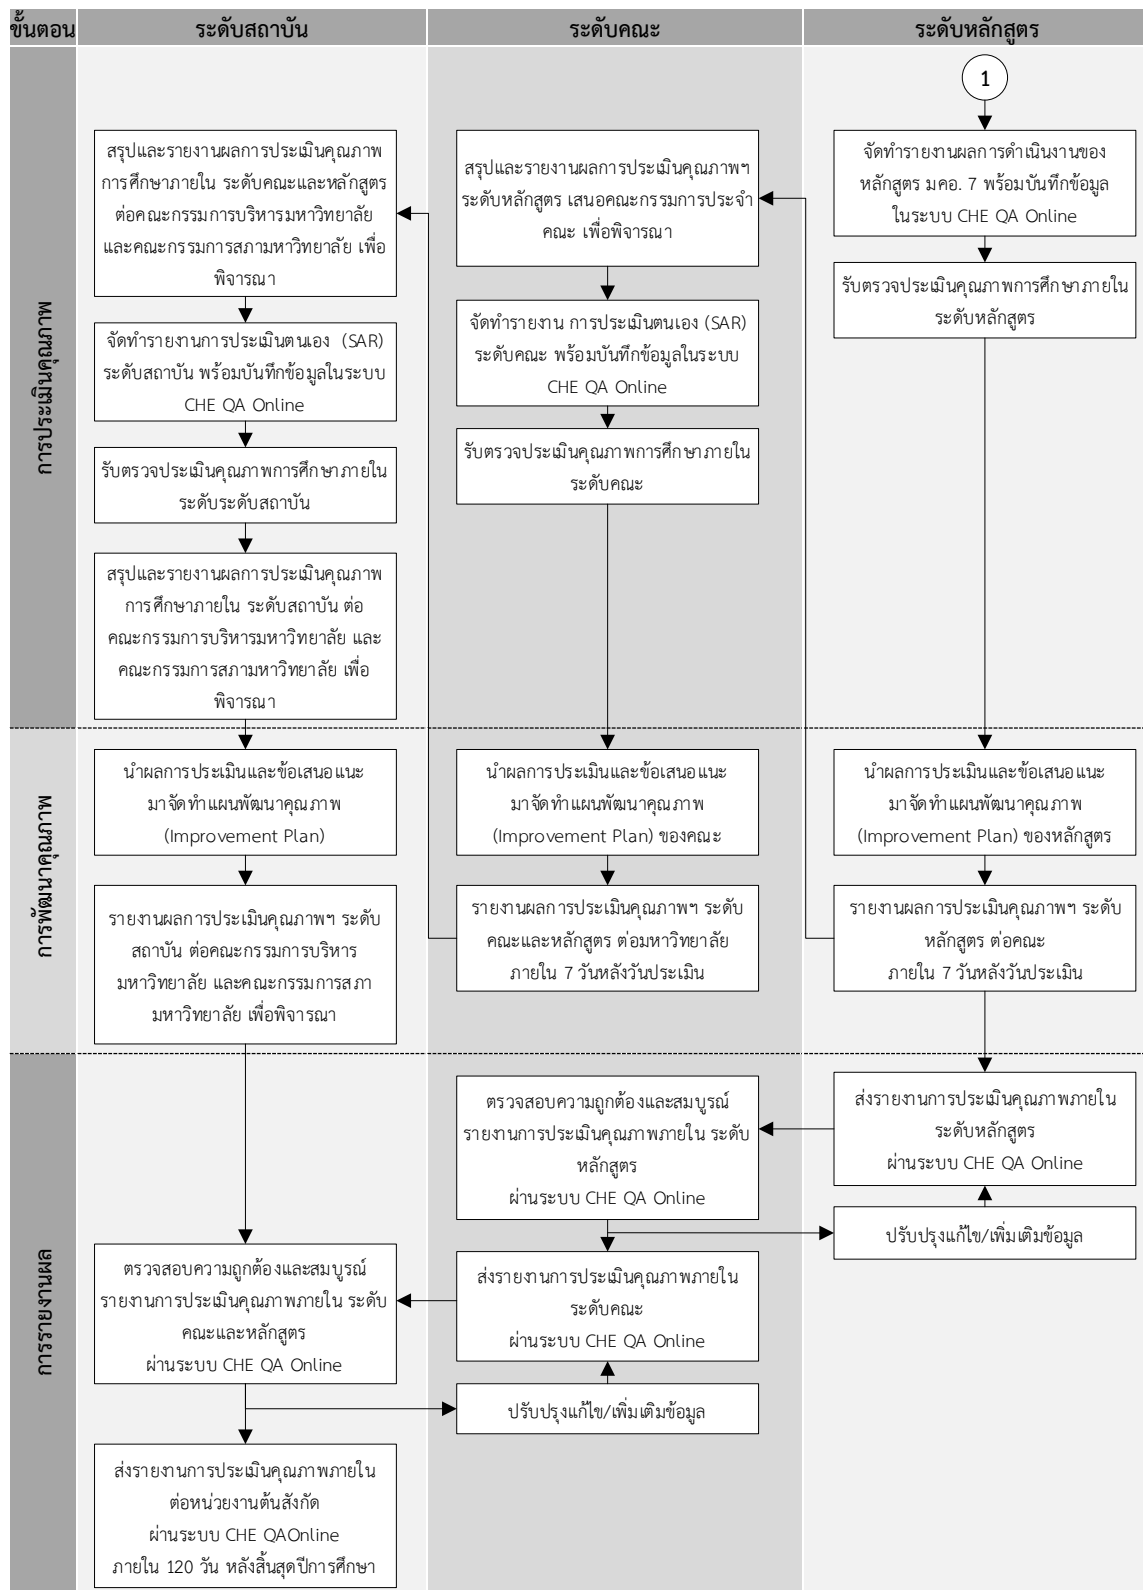 ขั้นตอน
ระดับสถาบัน
ระดับคณะ
ระดับหลักสูตร
การประเมินคุณภาพ
สรุปและรายงานผลการประเมินคุณภาพ
การศึกษาภายใน ระดับคณะและหลักสูตร
ต่อคณะกรรมการบริหารมหาวิทยาลัย
และคณะกรรมการสภามหาวิทยาลัย เพื่อ
พิจารณา
จัดทำรายงานการประเมินตนเอง (SAR)
ระดับสถาบัน พร้อมบันทึกข้อมูลในระบบ
CHE QA Online
รับตรวจประเมินคุณภาพการศึกษาภายใน
ระดับระดับสถาบัน
สรุปและรายงานผลการประเมินคุณภาพ
การศึกษาภายใน ระดับสถาบัน ต่อ
คณะกรรมการบริหารมหาวิทยาลัย และ
คณะกรรมการสภามหาวิทยาลัย เพื่อ
พิจารณา
สรุปและรายงานผลการประเมินคุณภาพฯ
ระดับหลักสูตร เสนอคณะกรรมการประจำ
คณะ เพื่อพิจารณา
จัดทำรายงาน การประเมินตนเอง (SAR)
ระดับคณะ พร้อมบันทึกข้อมูลในระบบ
CHE QA Online
รับตรวจประเมินคุณภาพการศึกษาภายใน
ระดับคณะ
1
จัดทำรายงานผลการดำเนินงานของ
หลักสูตร มคอ. 7 พร้อมบันทึกข้อมูล
ในระบบ CHE QA Online
รับตรวจประเมินคุณภาพการศึกษาภายใน
ระดับหลักสูตร
การพัฒนาคุณภาพ
นำผลการประเมินและข้อเสนอแนะ
มาจัดทำแผนพัฒนาคุณภาพ
(Improvement Plan)
รายงานผลการประเมินคุณภาพฯ ระดับ
สถาบัน ต่อคณะกรรมการบริหาร
มหาวิทยาลัย และคณะกรรมการสภา
มหาวิทยาลัย เพื่อพิจารณา
นำผลการประเมินและข้อเสนอแนะ
มาจัดทำแผนพัฒนาคุณภาพ
(Improvement Plan) ของคณะ
รายงานผลการประเมินคุณภาพฯ ระดับ
คณะและหลักสูตร ต่อมหาวิทยาลัย
ภายใน 7 วันหลังวันประเมิน
นำผลการประเมินและข้อเสนอแนะ
มาจัดทำแผนพัฒนาคุณภาพ
(Improvement Plan) ของหลักสูตร
รายงานผลการประเมินคุณภาพฯ ระดับ
หลักสูตร ต่อคณะ
ภายใน 7 วันหลังวันประเมิน
การรายงานผล
ส่งรายงานการประเมินคุณภาพภายใน
ระดับหลักสูตร
ผ่านระบบ CHE QA Online
ปรับปรุงแก้ไข/เพิ่มเติมข้อมูล
ตรวจสอบความถูกต้องและสมบูรณ์
รายงานการประเมินคุณภาพภายใน ระดับ
หลักสูตร
ผ่านระบบ CHE QA Online
ส่งรายงานการประเมินคุณภาพภายใน
ระดับคณะ
ผ่านระบบ CHE QA Online
ปรับปรุงแก้ไข/เพิ่มเติมข้อมูล
ตรวจสอบความถูกต้องและสมบูรณ์
รายงานการประเมินคุณภาพภายใน ระดับ
คณะและหลักสูตร
ผ่านระบบ CHE QA Online
ส่งรายงานการประเมินคุณภาพภายใน
ต่อหน่วยงานต้นสังกัด
ผ่านระบบ CHE QAOnline
ภายใน 120 วัน หลังสิ้นสุดปีการศึกษา